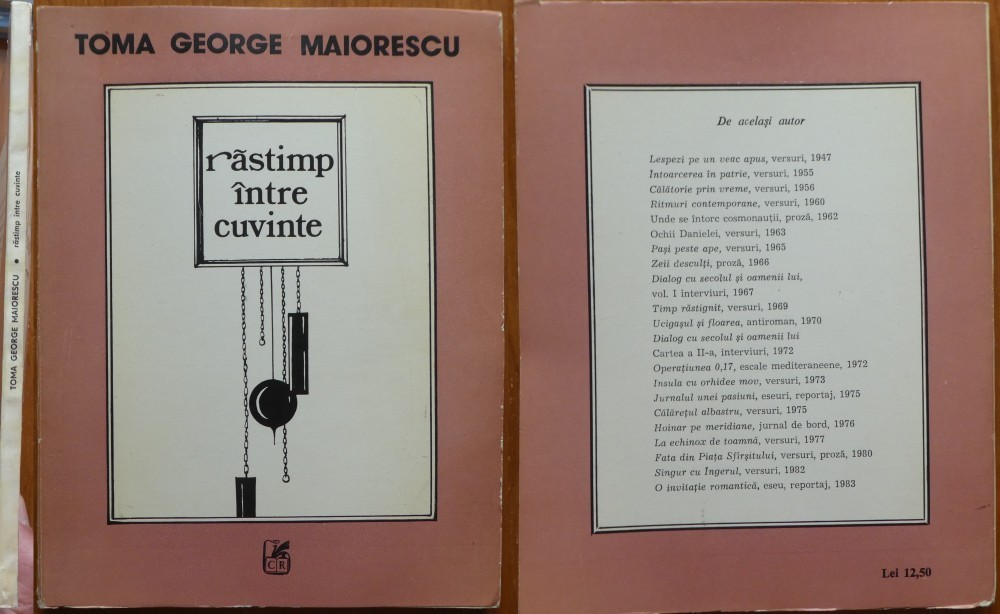 TOMA GEORGE MAIORESCU • răstimp între cuvinte
TOMA GEORGE MAIORESCU
răstimp
între
cuvinte
CR
De același autor
Lespezi pe un veac apus, versuri, 1947
Intoarcerea în patrie, versuri, 1955
Călătorie prin vreme, versuri, 1956
Ritmuri contemporane, versuri, 1960
Unde se întorc cosmonauții, proză, 1962
Ochii Danielei, versuri, 1963
Pași peste ape, versuri, 1965
Zeii desculți, proză, 1966
Dialog cu secolul și oamenii lui,
vol. I interviuri, 1967
Timp răstignit, versuri, 1969
Ucigașul și floarea, antiroman, 1970
Dialog cu secolul și oamenii lui
Cartea a II-a, interviuri, 1972
Operațiunea 0,17, escale mediteraneene, 1972
Insula cu orhidee mov, versuri, 1973
Jurnalul unei pasiuni, eseuri, reportaj, 1975
Călărețul albastru, versuri, 1975
Hoinar pe meridiane, jurnal de bord, 1976
La echinox de toamnă, versuri, 1977
Fata din Piața Sfîrșitului, versuri, proză, 1980
Singur cu Ingerul, versuri, 1982
O invitație romantică, eseu, reportaj, 1983
Lei 12,50